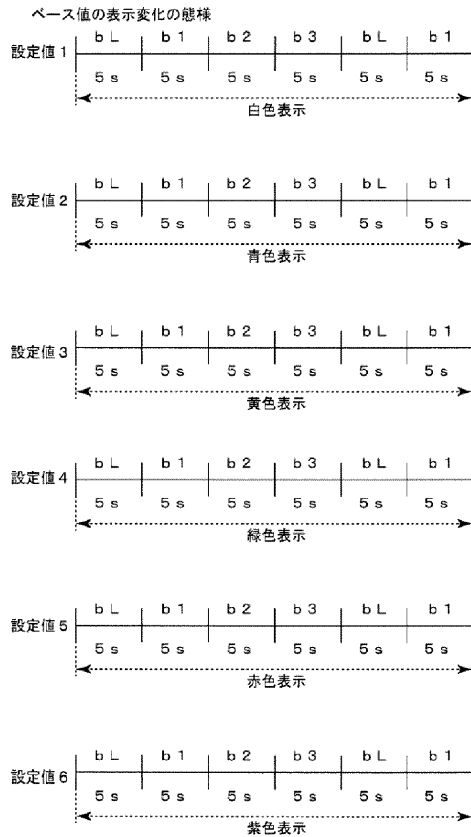 ベース値の表示変化の態様
設定値1 bL b1 b2 b3 bL b1
5s 5s 5s 5s 5s 5s
白色表示
設定値2 bL b1 b2 b3 bL b1
5s 5s 5s 5s 5s 5s
青色表示
設定値3 bL b1 b2 b3 bL b1
5s 5s 5s 5s 5s 5s
黄色表示
設定値4 bL b1 b2 b3 bL b1
5s 5s 5s 5s 5s 5s
緑色表示
設定値5 bL b1 b2 b3 bL b1
5s 5s 5s 5s 5s 5s
赤色表示
設定値6 bL b1 b2 b3 bL b1
5s 5s 5s 5s 5s 5s
紫色表示